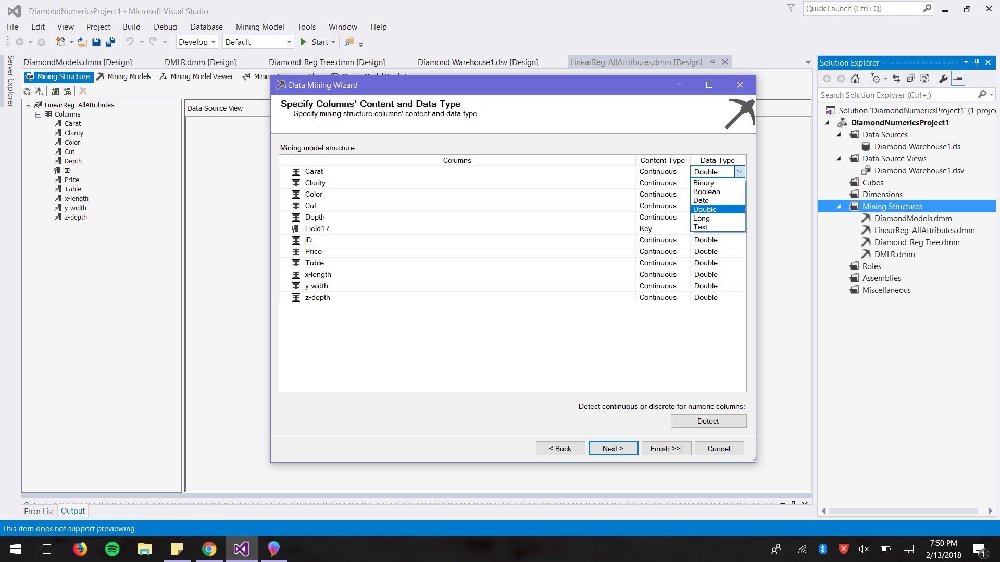 DiamondNumericsProject1 - Microsoft Visual Studio
Quick Launch (Ctrl+Q)
File Edit View Project Build Debug Database Mining Model Tools Window Help
Develop Default Start
Server Explorer
DiamondModels.dmm [Design] DMLR.dmm [Design] Diamond_Reg Tree.dmm [Design] Diamond Warehouse1.dsv [Design] LinearReg_AllAttributes.dmm [Design]
Mining Structure Mining Models Mining Model Viewer
LinearReg_AllAttributes
Columns
Carat
Clarity
Color
Cut
Depth
ID
Price
Table
x-length
y-width
z-depth
Data Source View
Data Mining Wizard
Specify Columns' Content and Data Type
Specify mining structure columns' content and data type.
Mining model structure:
Columns Content Type Data Type
Carat Continuous Double
Clarity Continuous
Color Continuous
Cut Continuous
Depth Continuous
Field17 Key
ID Continuous Double
Price Continuous Double
Table Continuous Double
x-length Continuous Double
y-width Continuous Double
z-depth Continuous Double
Binary
Boolean
Date
Double
Long
Text
Detect continuous or discrete for numeric columns:
Detect
< Back Next > Finish >>| Cancel
Solution Explorer
Search Solution Explorer (Ctrl+;)
Solution 'DiamondNumericsProject1' (1 proje
DiamondNumericsProject1
Data Sources
Diamond Warehouse1.ds
Data Source Views
Diamond Warehouse1.dsv
Cubes
Dimensions
Mining Structures
DiamondModels.dmm
LinearReg_AllAttributes.dmm
Diamond_Reg Tree.dmm
DMLR.dmm
Roles
Assemblies
Miscellaneous
Error List Output
This item does not support previewing
7:50 PM
2/13/2018
1